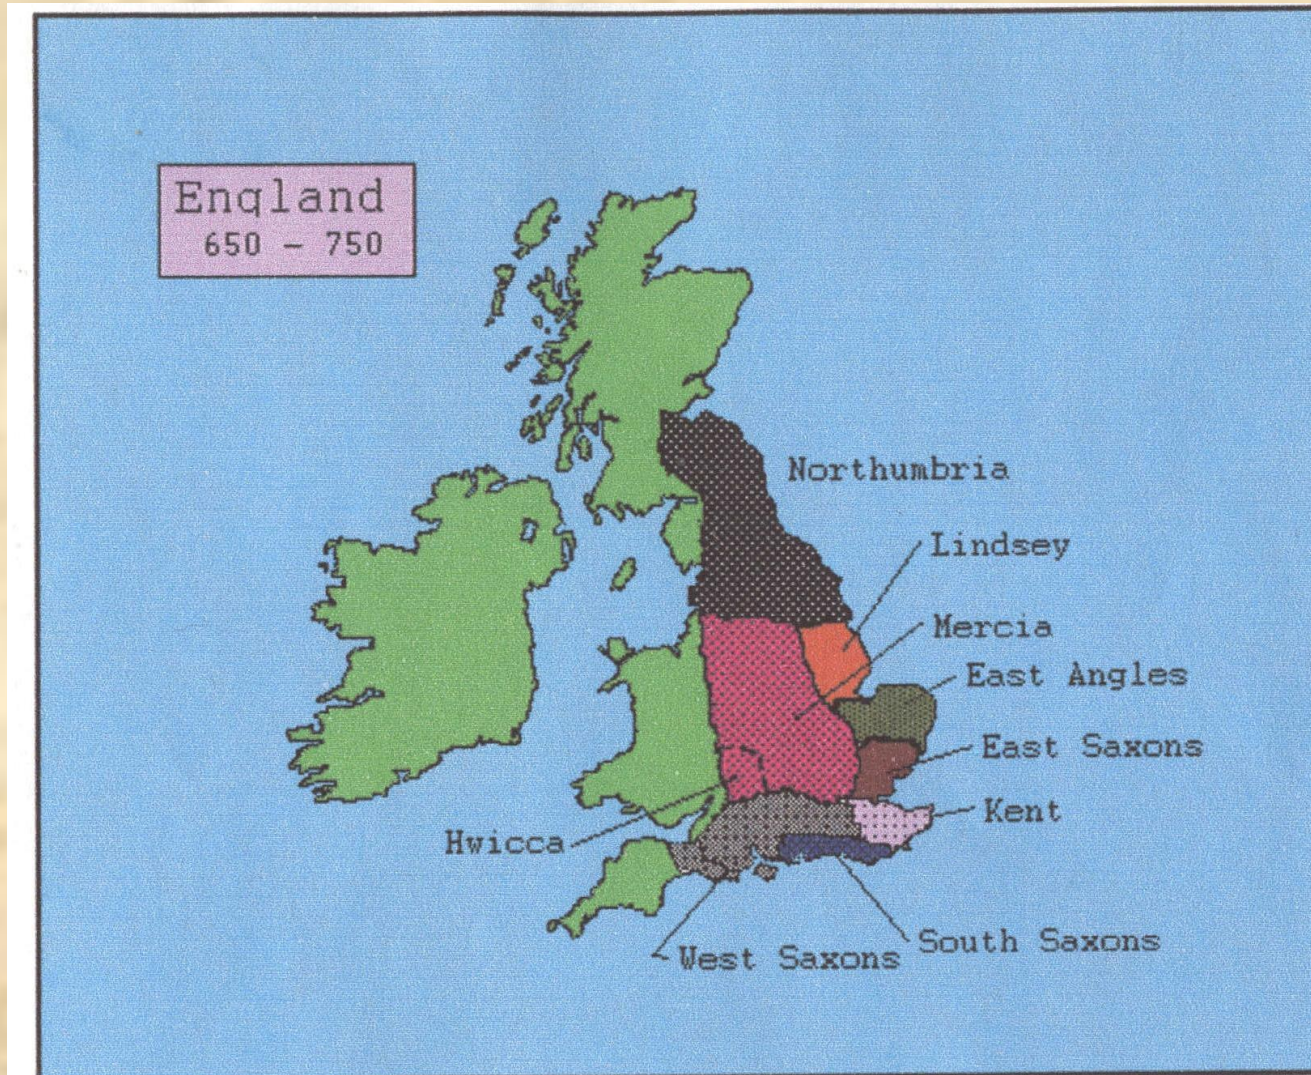 England
650 – 750
Northumbria
Lindsey
Mercia
East Angles
East Saxons
Kent
Hwicca
South Saxons
West Saxons